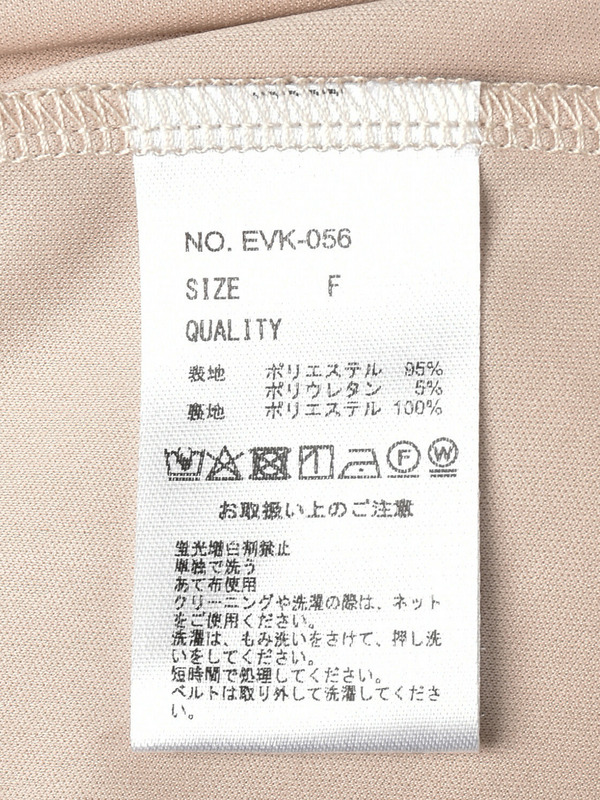 NO. EVK-056
SIZE F
QUALITY
表地 ポリエステル 95%
ポリウレタン 5%
裏地 ポリエステル 100%
F W
お取扱い上のご注意
蛍光増白剤禁止
単独で洗う
あて布使用
クリーニングや洗濯の際は、ネット
をご使用ください。
洗濯は、もみ洗いをさけて、押し洗
いをしてください。
短時間で処理してください。
ベルトは取り外して洗濯してくださ
い。